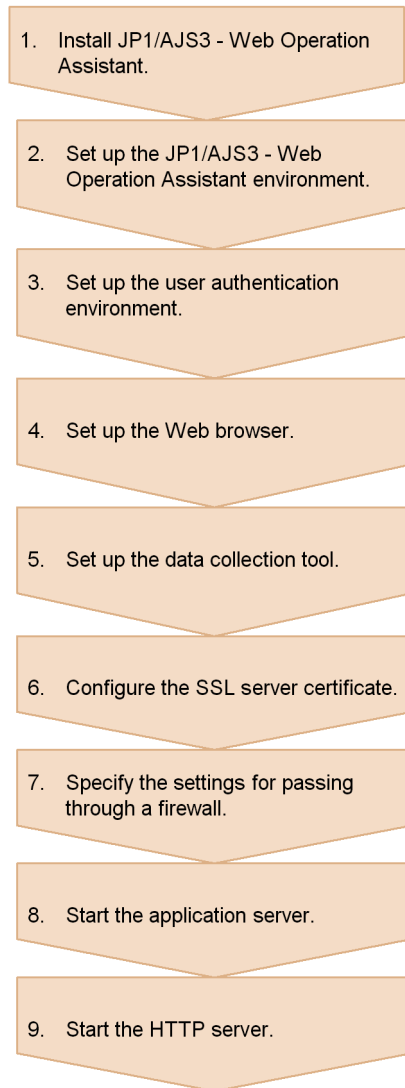 1. Install JP1/AJS3 - Web Operation
Assistant.
2. Set up the JP1/AJS3 - Web
Operation Assistant environment.
3. Set up the user authentication
environment.
4. Set up the Web browser.
5. Set up the data collection tool.
6. Configure the SSL server certificate.
7. Specify the settings for passing
through a firewall.
8. Start the application server.
9. Start the HTTP server.